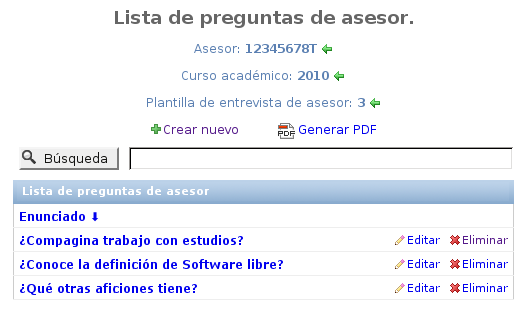 Lista de preguntas de asesor.
Asesor: 12345678T
Curso académico: 2010
Plantilla de entrevista de asesor: 3
Crear nuevo PDF Generar PDF
Búsqueda
Lista de preguntas de asesor
Enunciado ⬇
¿Compagina trabajo con estudios? Editar Eliminar
¿Conoce la definición de Software libre? Editar Eliminar
¿Qué otras aficiones tiene? Editar Eliminar